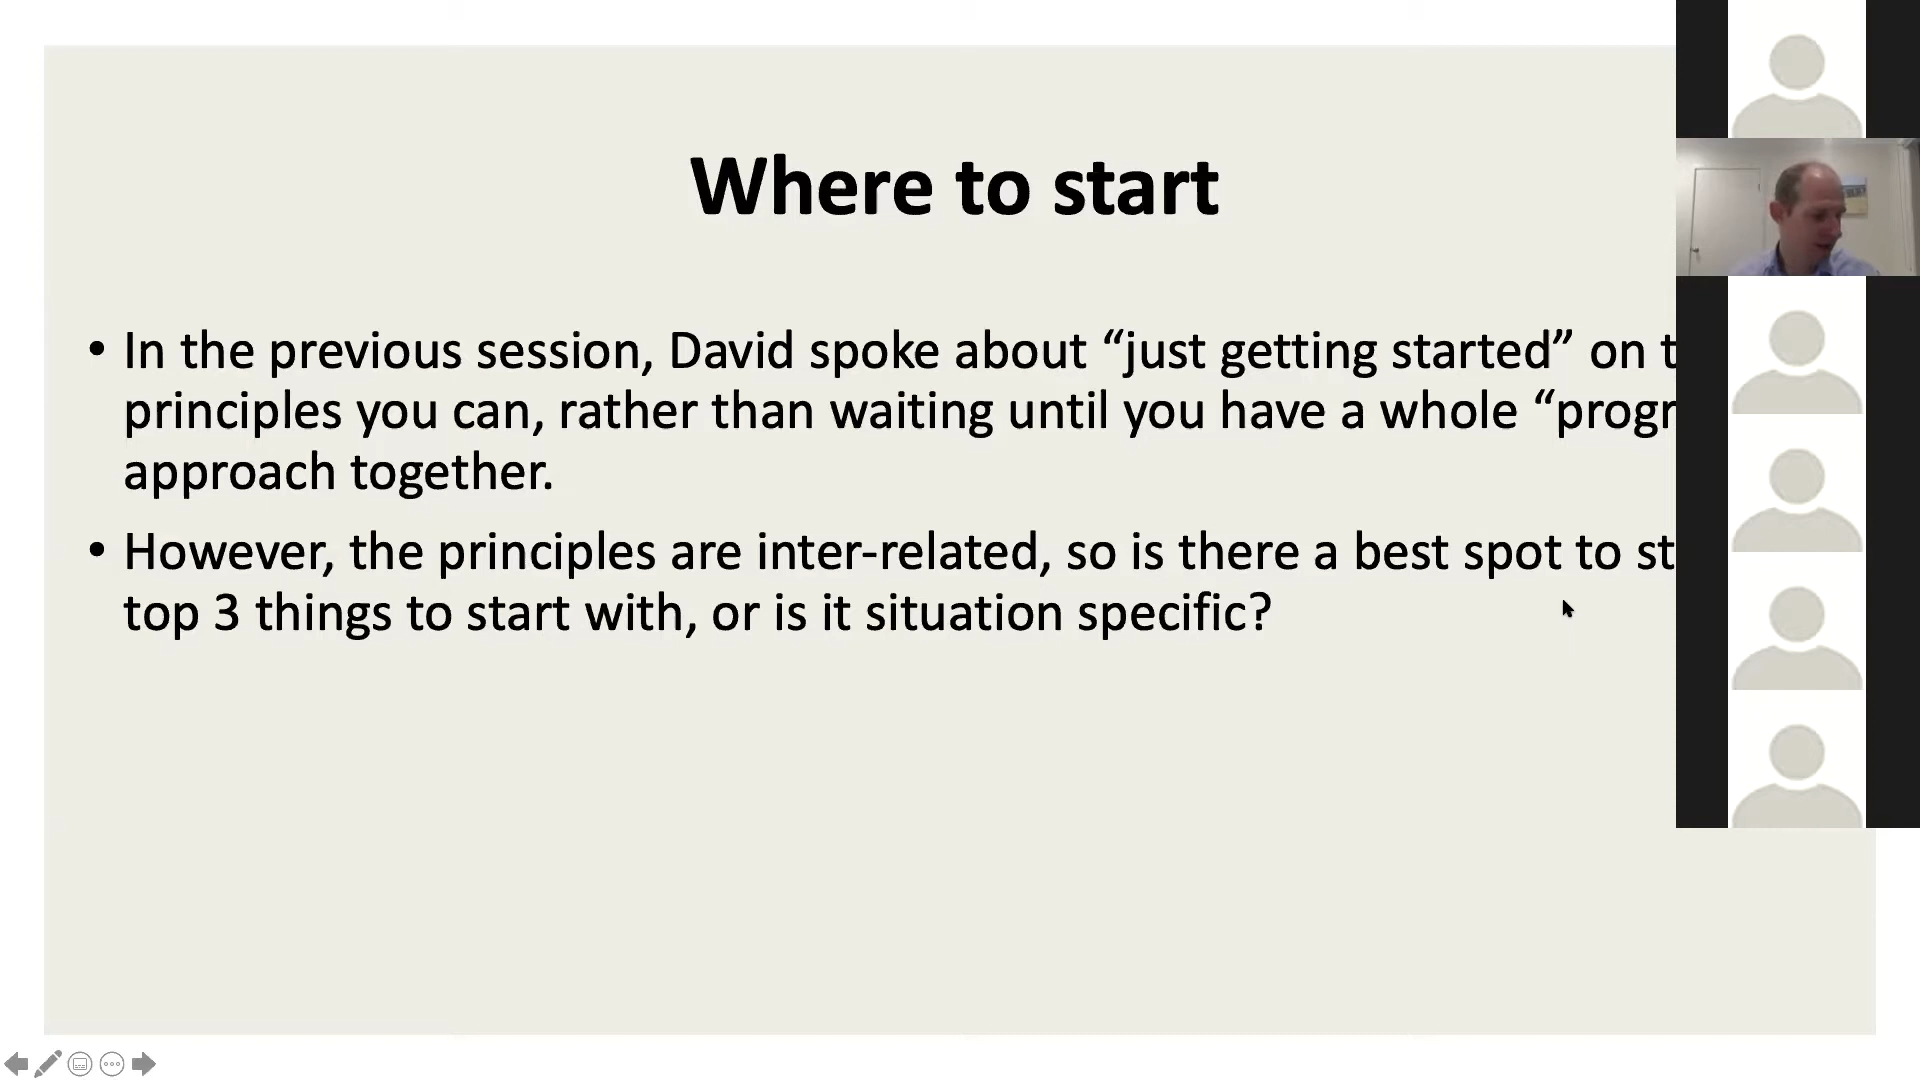 Where to start
• In the previous session, David spoke about “just getting started” on t
principles you can, rather than waiting until you have a whole “progr
approach together.
• However, the principles are inter-related, so is there a best spot to st
top 3 things to start with, or is it situation specific?